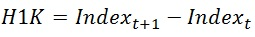 H1K = Index_{t+1} − Index_t